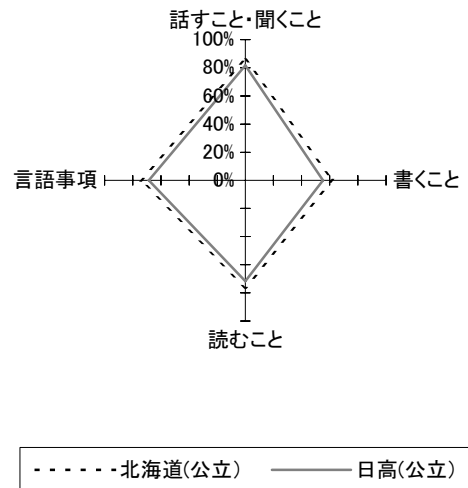 話すこと・聞くこと
100%
80%
60%
40%
20%
0%
言語事項
書くこと
読むこと
北海道(公立)
日高(公立)